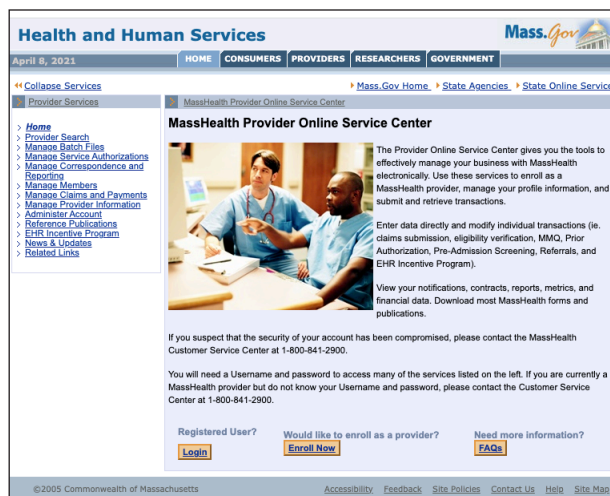 Health and Human Services
Mass.Gov
April 8, 2021
HOME CONSUMERS PROVIDERS RESEARCHERS GOVERNMENT
Collapse Services
Mass.Gov Home State Agencies State Online Service
Provider Services
> Home
> Provider Search
> Manage Batch Files
> Manage Service Authorizations
> Manage Correspondence and
Reporting
> Manage Members
> Manage Claims and Payments
> Manage Provider Information
> Administer Account
> Reference Publications
> EHR Incentive Program
> News & Updates
> Related Links
MassHealth Provider Online Service Center
MassHealth Provider Online Service Center
The Provider Online Service Center gives you the tools to
effectively manage your business with MassHealth
electronically. Use these services to enroll as a
MassHealth provider, manage your profile information, and
submit and retrieve transactions.
Enter data directly and modify individual transactions (ie.
claims submission, eligibility verification, MMQ, Prior
Authorization, Pre-Admission Screening, Referrals, and
EHR Incentive Program).
View your notifications, contracts, reports, metrics, and
financial data. Download most MassHealth forms and
publications.
If you suspect that the security of your account has been compromised, please contact the MassHealth
Customer Service Center at 1-800-841-2900.
You will need a Username and password to access many of the services listed on the left. If you are currently a
MassHealth provider but do not know your Username and password, please contact the Customer Service
Center at 1-800-841-2900.
Registered User?
Login
Would like to enroll as a provider?
Enroll Now
Need more information?
FAQs
©2005 Commonwealth of Massachusetts
Accessibility Feedback Site Policies Contact Us Help Site Map